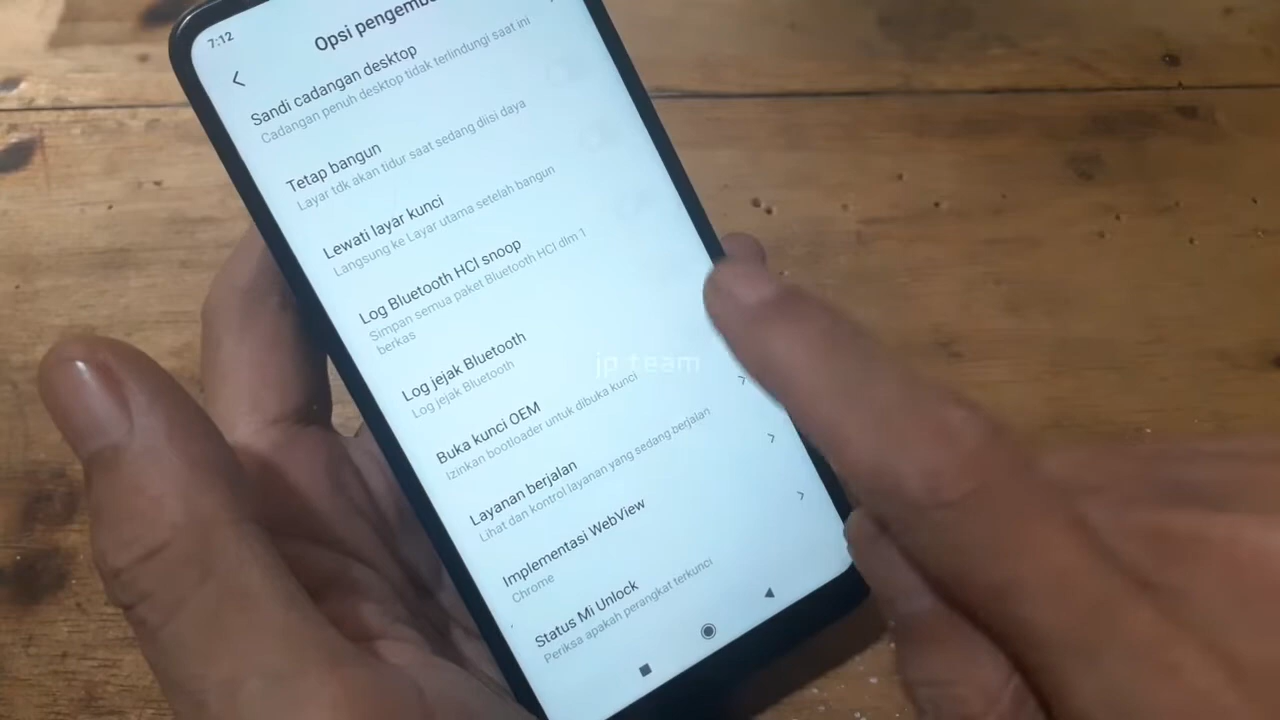 7:12
Opsi pengemb
Sandi cadangan desktop
Cadangan penuh desktop tidak terlindungi saat ini
Tetap bangun
Layar tdk akan tidur saat sedang diisi daya
Lewati layar kunci
Langsung ke Layar utama setelah bangun
Log Bluetooth HCI snoop
Simpan semua paket Bluetooth HCI dlm 1
berkas
Log jejak Bluetooth
Log jejak Bluetooth
jp team
Buka kunci OEM
Izinkan bootloader untuk dibuka kunci
Layanan berjalan
Lihat dan kontrol layanan yang sedang berjalan
Implementasi WebView
Chrome
Status Mi Unlock
Periksa apakah perangkat terkunci